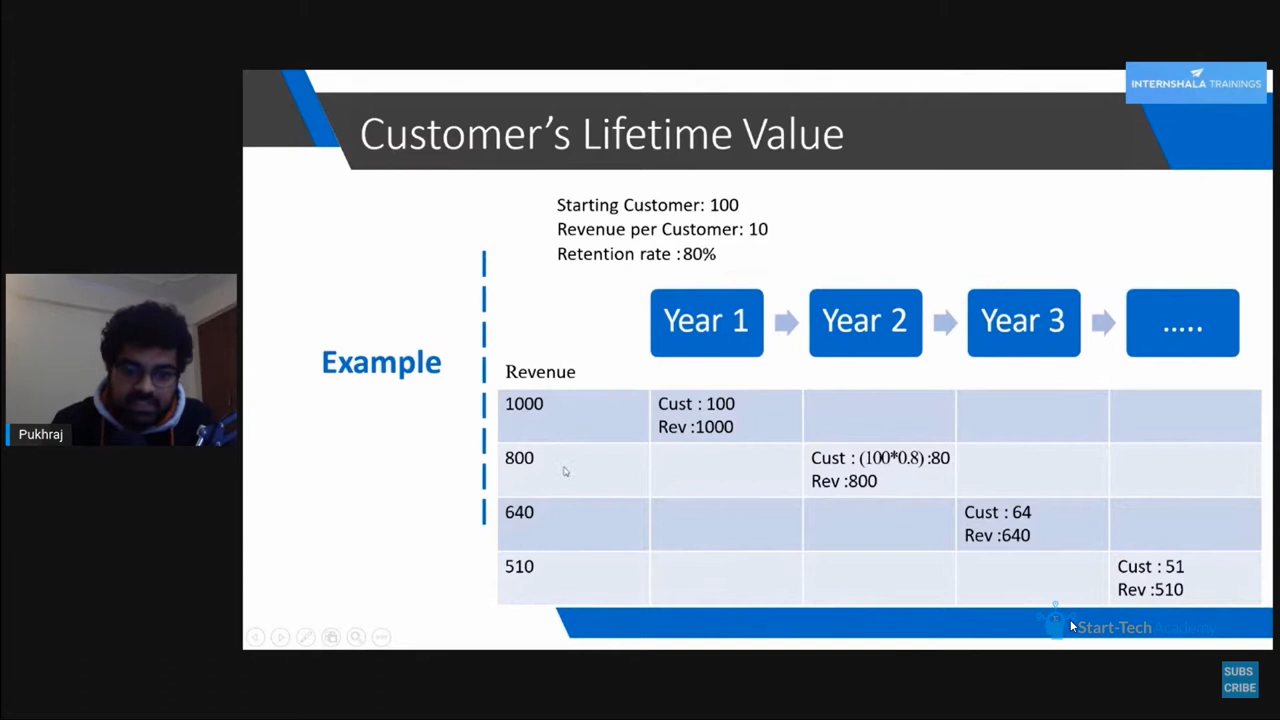 INTERNSHALA TRAININGS
Customer's Lifetime Value
Starting Customer: 100
Revenue per Customer: 10
Retention rate :80%
Year 1
Year 2
Year 3
.....
Example
Revenue
1000
Cust : 100
Rev :1000
800
Cust : (100*0.8) :80
Rev :800
640
Cust : 64
Rev :640
510
Cust : 51
Rev :510
Pukhraj
Start-Tech Academy
SUBS
CRIBE